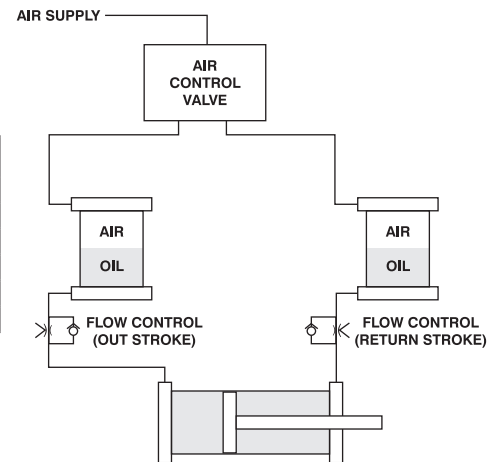 AIR SUPPLY
AIR
CONTROL
VALVE
AIR
OIL
AIR
OIL
FLOW CONTROL
(OUT STROKE)
FLOW CONTROL
(RETURN STROKE)